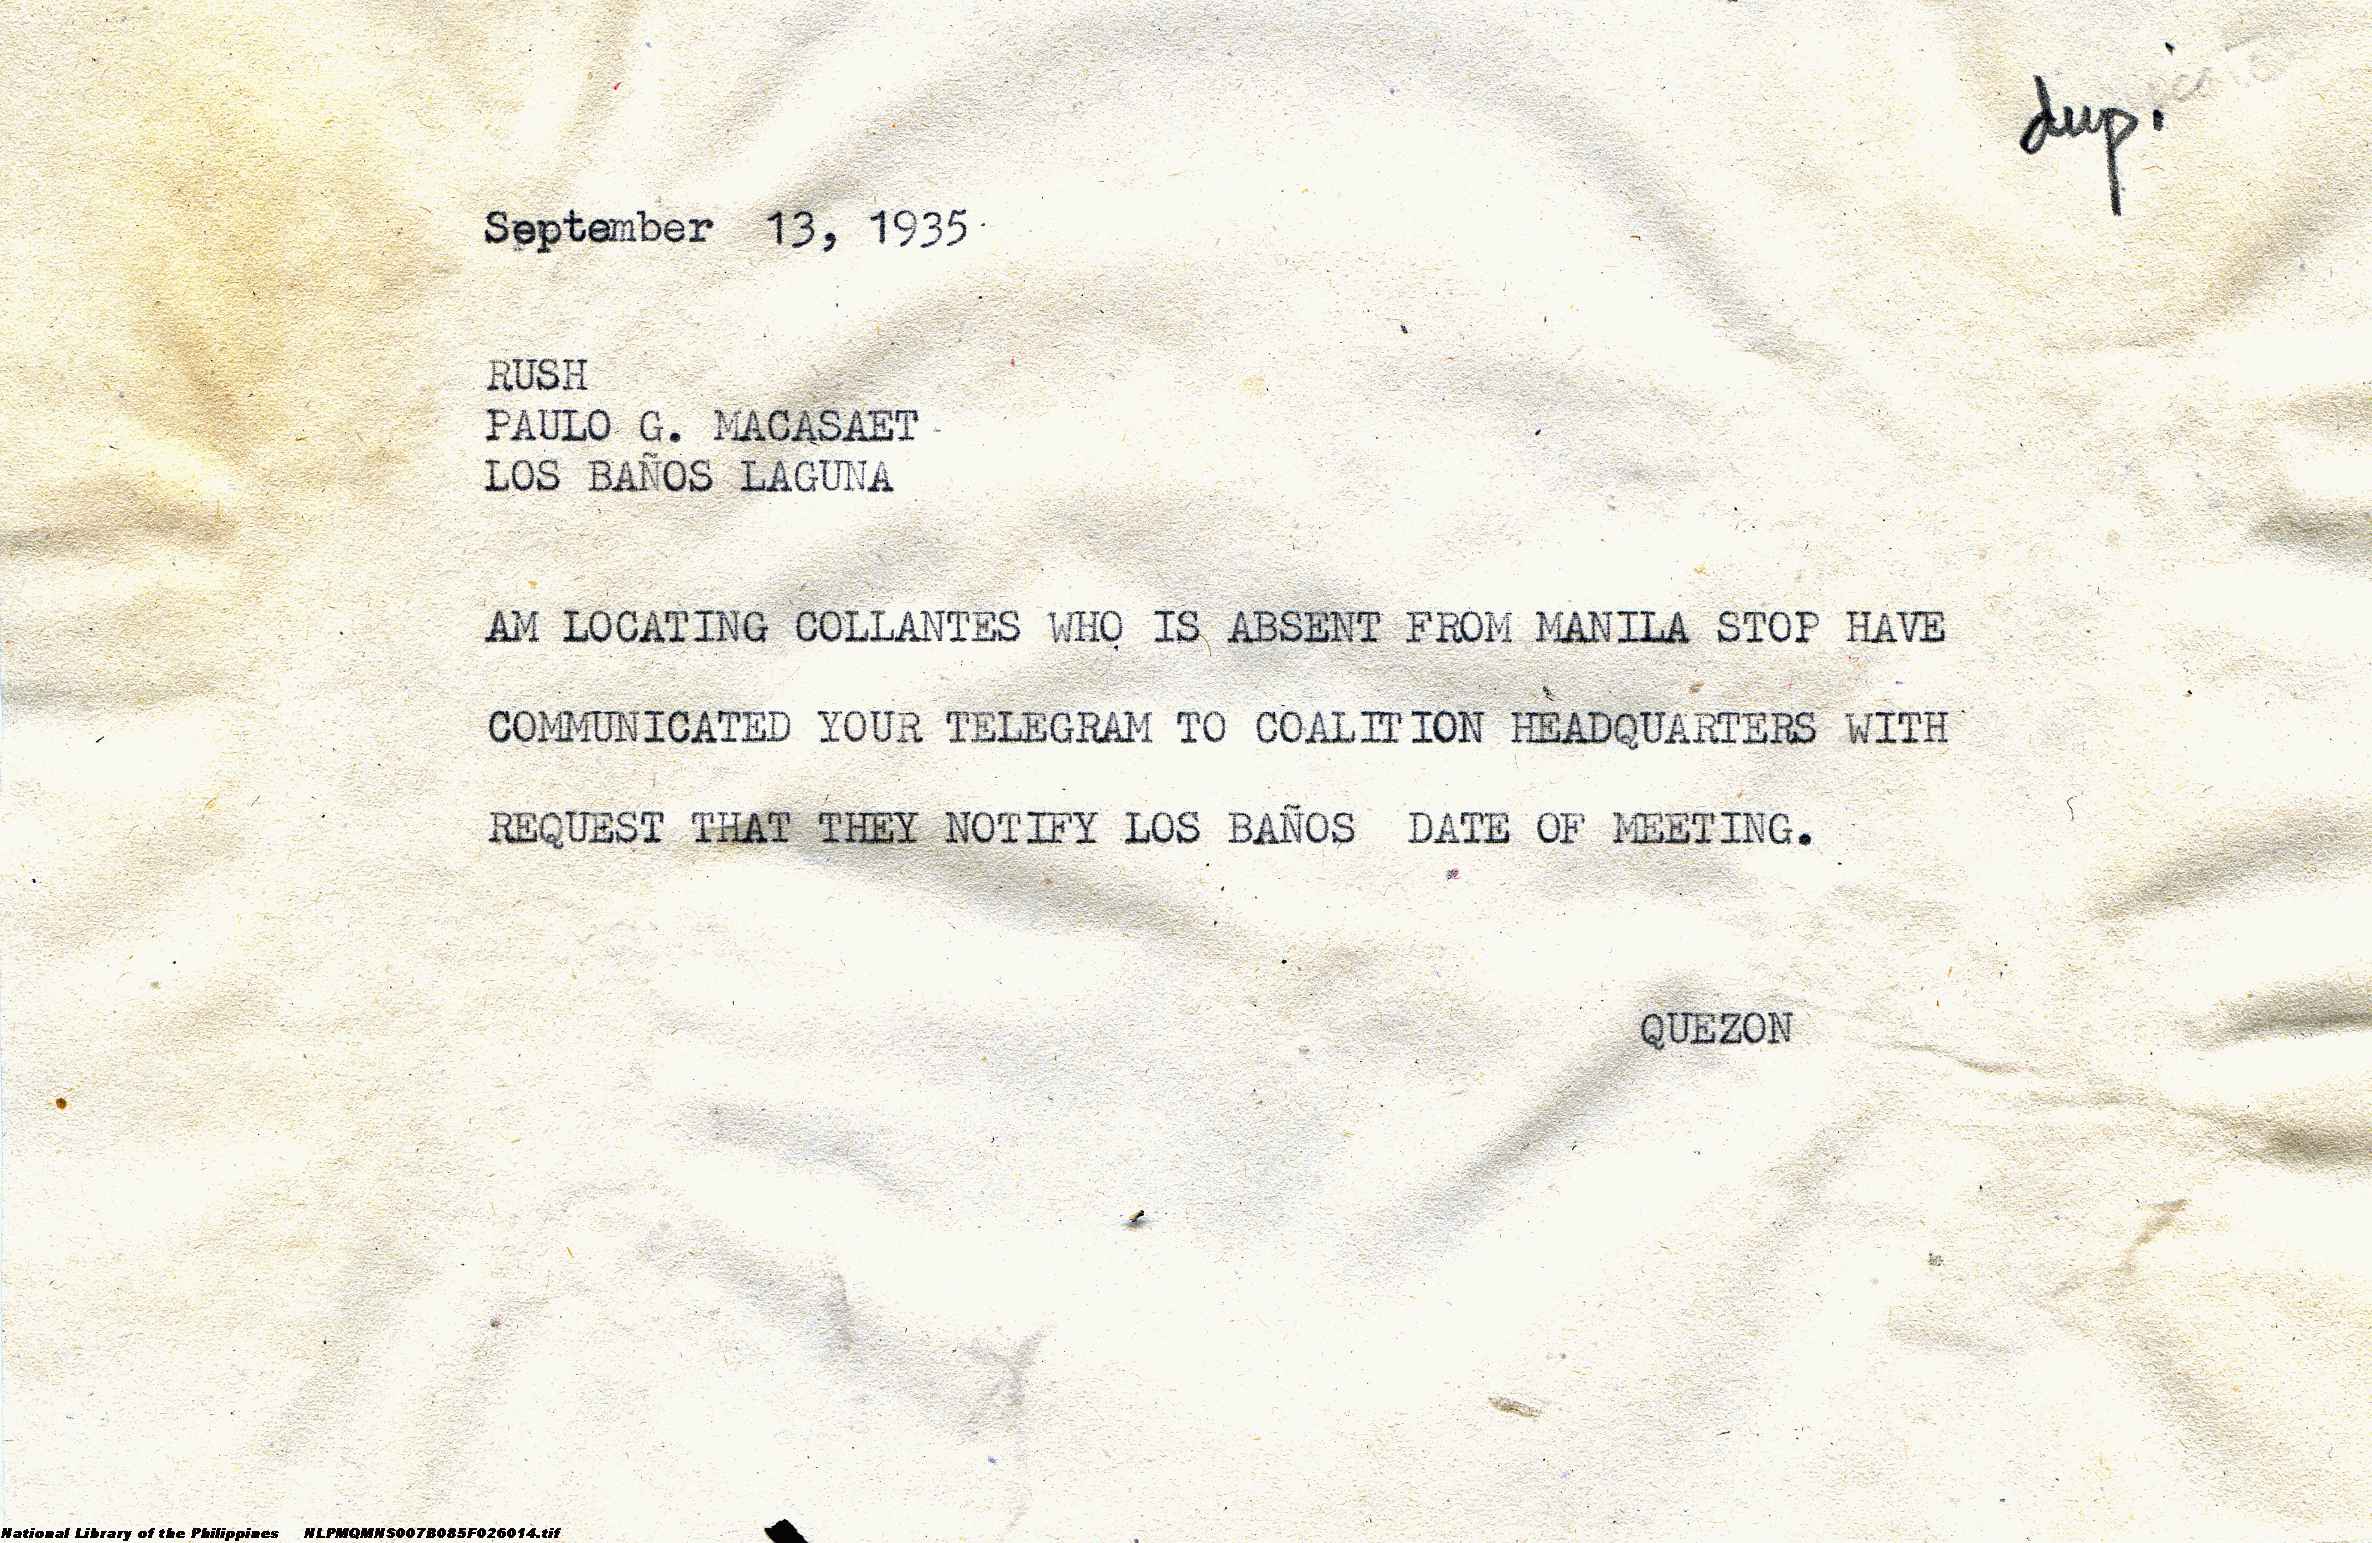 dup.
September 13, 1935
RUSH
PAULO G. MACASAET
LOS BAÑOS LAGUNA
AM LOCATING COLLANTES WHO IS ABSENT FROM MANILA STOP HAVE
COMMUNICATED YOUR TELEGRAM TO COALITION HEADQUARTERS WITH
REQUEST THAT THEY NOTIFY LOS BAÑOS DATE OF MEETING.
QUEZON
National Library of the Philippines NLPMQMNS007B085F026014.tif